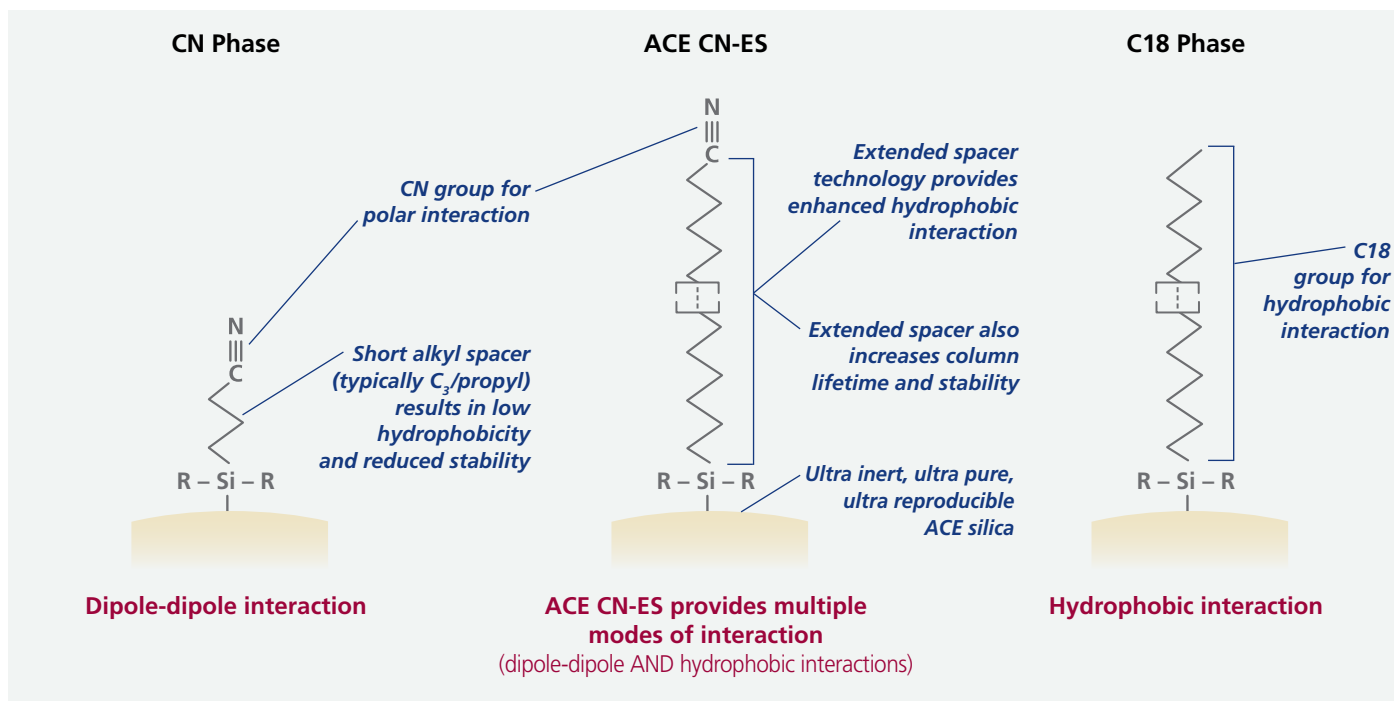 CN Phase
ACE CN-ES
C18 Phase
N
C
CN group for
polar interaction
Extended spacer
technology provides
enhanced hydrophobic
interaction
C18
group for
hydrophobic
interaction
N
C
Short alkyl spacer
(typically C₃/propyl)
results in low
hydrophobicity
and reduced stability
Extended spacer also
increases column
lifetime and stability
R – Si – R
R – Si – R
R – Si – R
Ultra inert, ultra pure,
ultra reproducible
ACE silica
Dipole-dipole interaction
ACE CN-ES provides multiple
modes of interaction
(dipole-dipole AND hydrophobic interactions)
Hydrophobic interaction